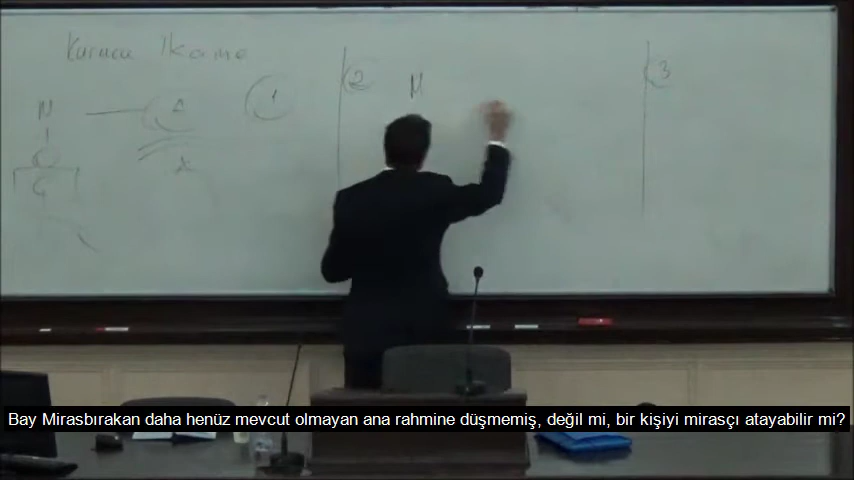 Kurucu İkame
1
2
M
3
M
A
Bay Mirasbırakan daha henüz mevcut olmayan ana rahmine düşmemiş, değil mi, bir kişiyi mirasçı atayabilir mi?